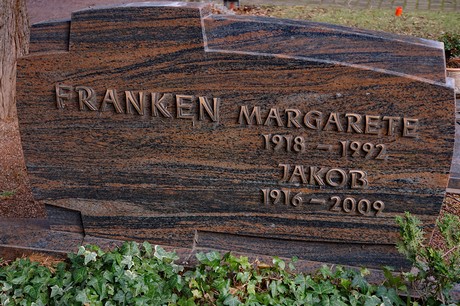 FRANKEN MARGARETE
1918 – 1992
JAKOB
1916 – 2009